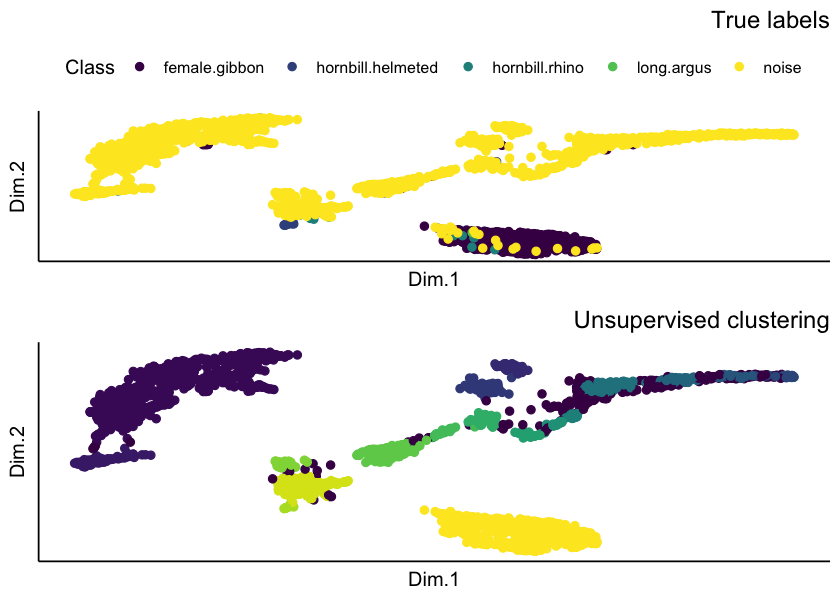 True labels
Class female.gibbon hornbill.helmeted hornbill.rhino long.argus noise
Dim.2
Dim.1
Unsupervised clustering
Dim.2
Dim.1